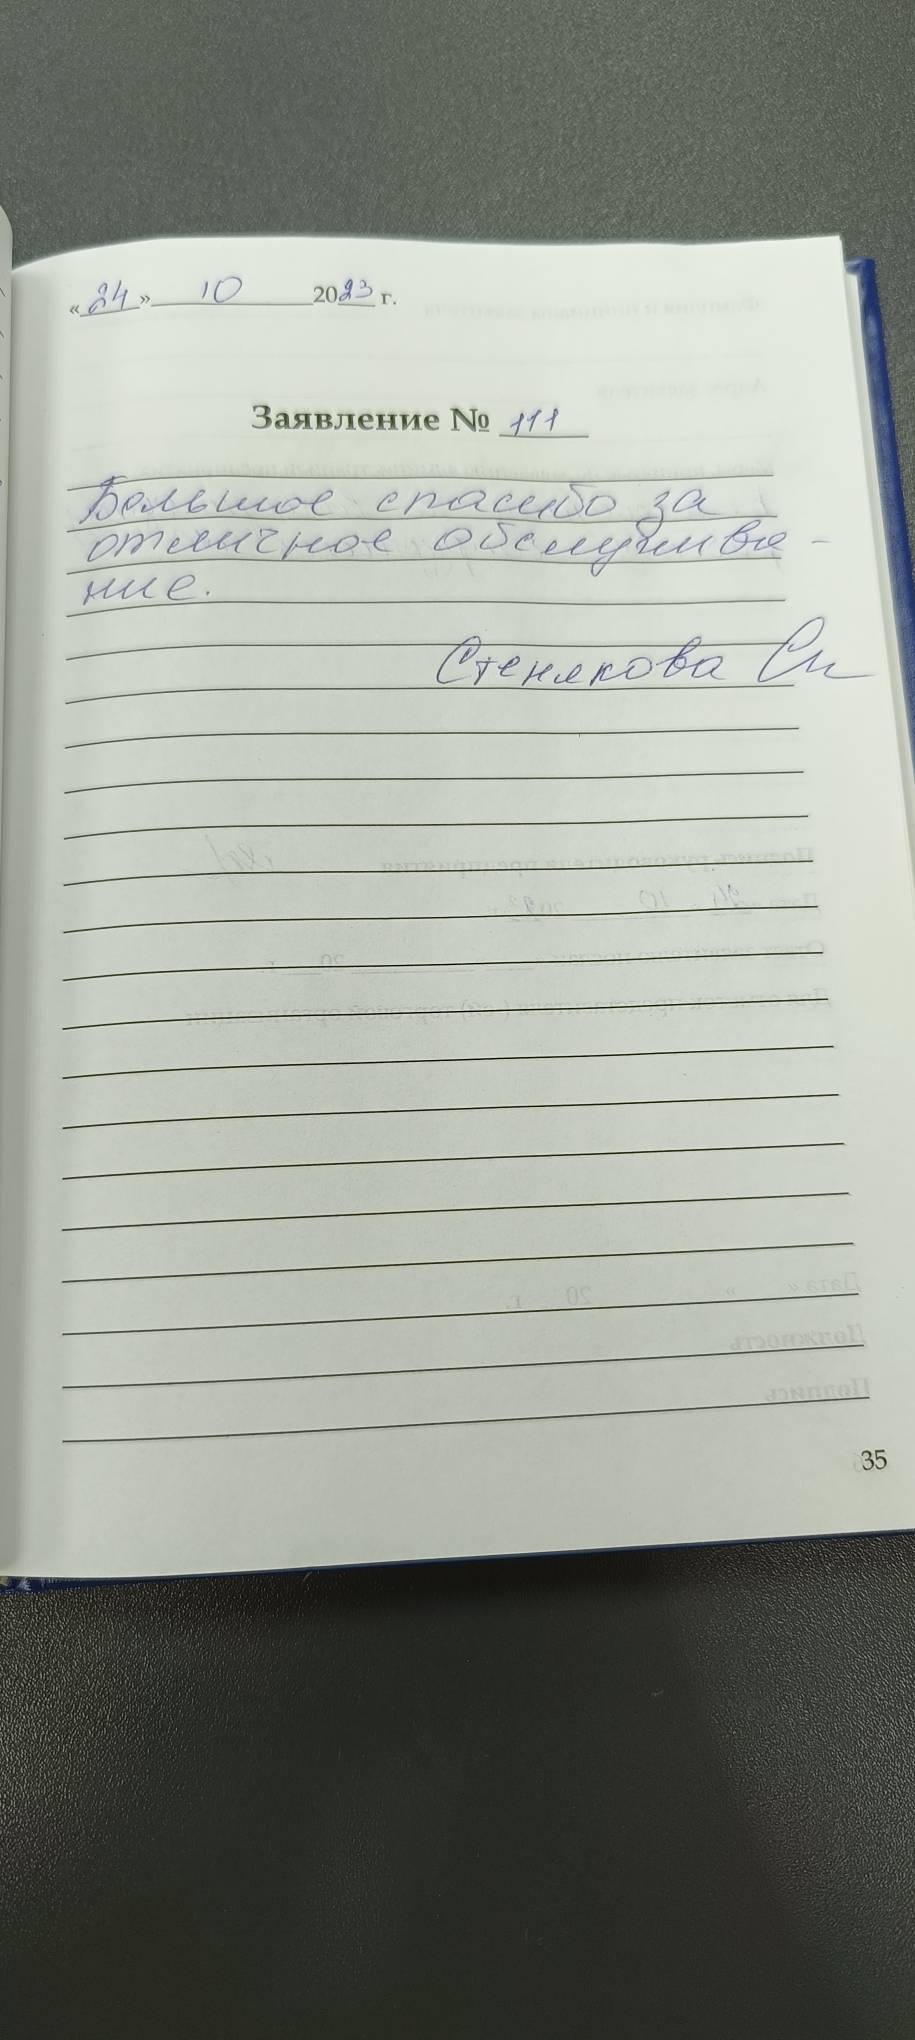 «24» 10 2023 г.
Заявление № 111
Большое спасибо за
отличное обслужива-
ние.
Стенякова
35